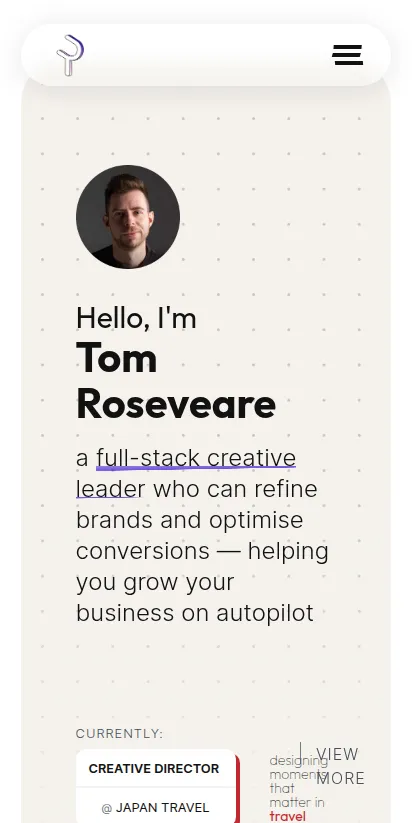 Hello, I'm
Tom
Roseveare
a full-stack creative
leader who can refine
brands and optimise
conversions — helping
you grow your
business on autopilot
CURRENTLY:
CREATIVE DIRECTOR
@ JAPAN TRAVEL
designing
moments
that
matter in
travel
VIEW
MORE